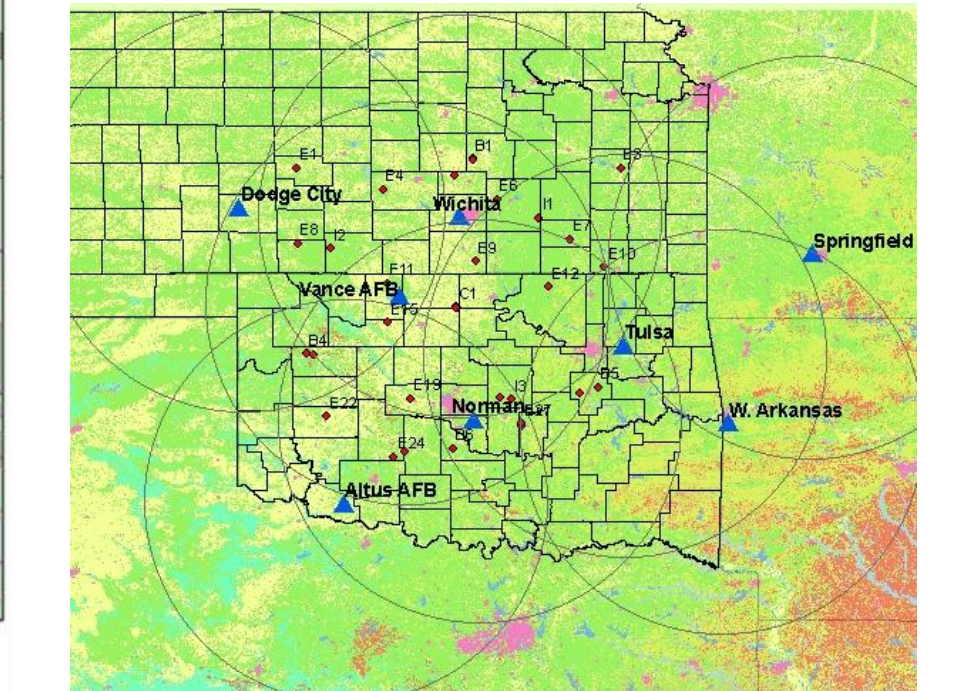 B1
E1
E3
E4
Dodge City
E6
Wichita
I1
E7
E8
I2
Springfield
E9
E10
E11
E12
Vance AFB
C1
E15
Tulsa
B4
B5
E19
I3
Norman
E27
W. Arkansas
E22
B6
E24
Altus AFB